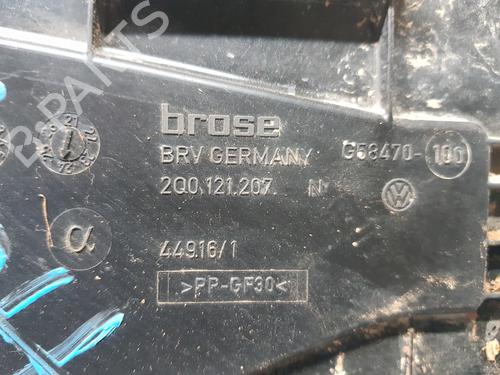 brose
BRV GERMANY
G58470-100
2Q0.121.207 N
44916/1
α
>PP-GF30<